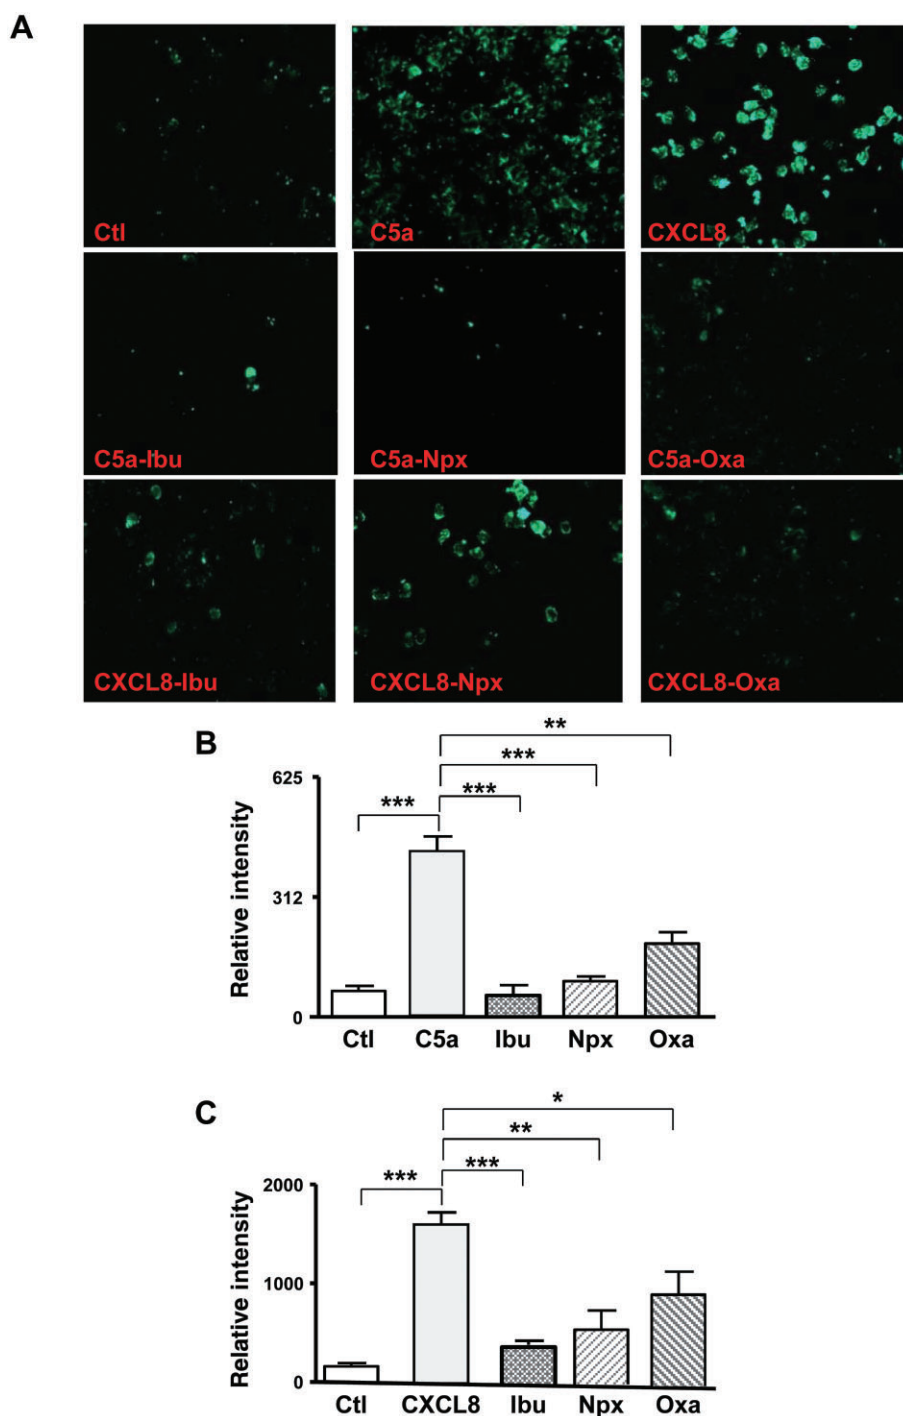 A
Ctl
C5a
CXCL8
C5a-Ibu
C5a-Npx
C5a-Oxa
CXCL8-Ibu
CXCL8-Npx
CXCL8-Oxa
B
**
***
***
***
625
312
0
Relative intensity
Ctl C5a Ibu Npx Oxa
C
*
**
***
***
2000
1000
0
Relative intensity
Ctl CXCL8 Ibu Npx Oxa